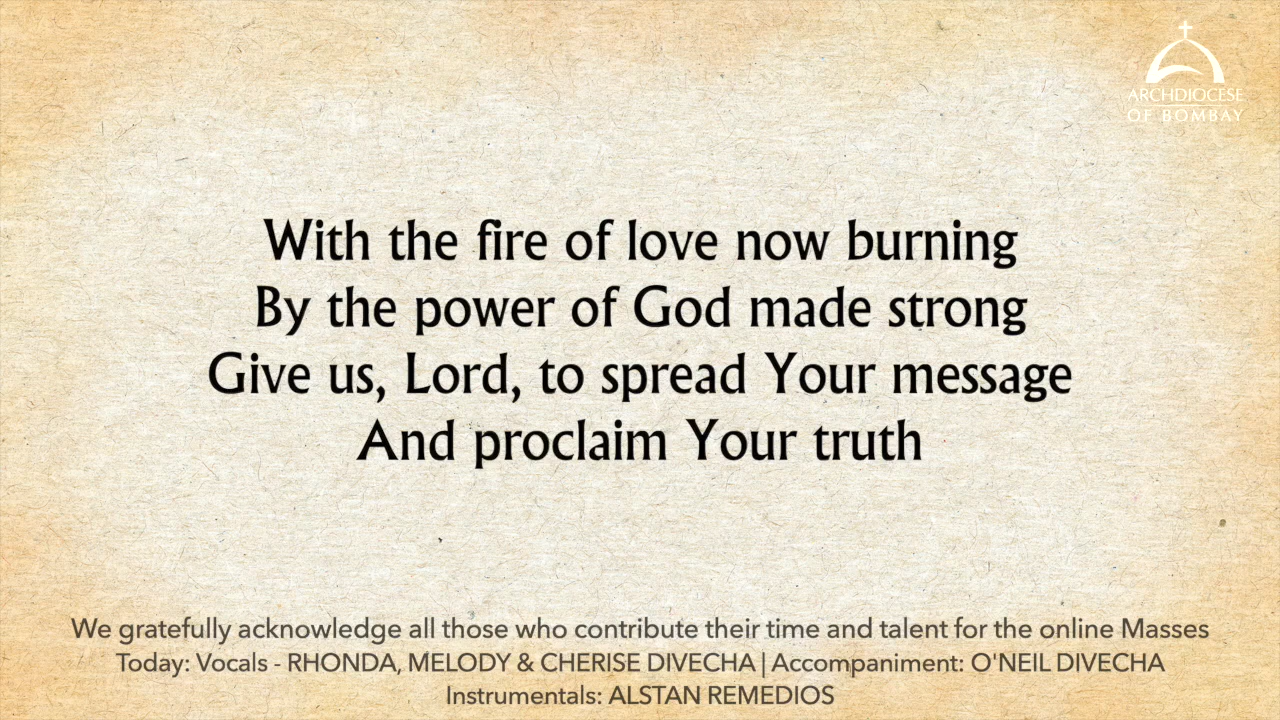 ARCHDIOCESE
OF BOMBAY
With the fire of love now burning
By the power of God made strong
Give us, Lord, to spread Your message
And proclaim Your truth
We gratefully acknowledge all those who contribute their time and talent for the online Masses
Today: Vocals - RHONDA, MELODY & CHERISE DIVECHA | Accompaniment: O'NEIL DIVECHA
Instrumentals: ALSTAN REMEDIOS